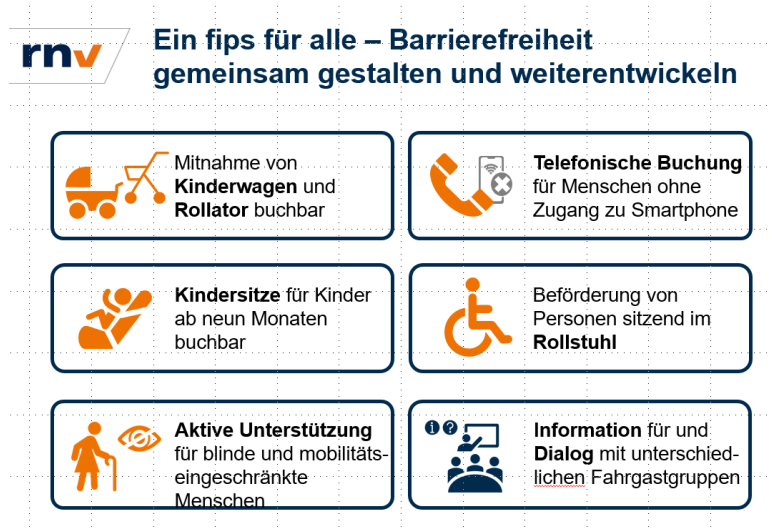 rnv
Ein fips für alle – Barrierefreiheit
gemeinsam gestalten und weiterentwickeln
Mitnahme von
Kinderwagen und
Rollator buchbar
Telefonische Buchung
für Menschen ohne
Zugang zu Smartphone
Kindersitze für Kinder
ab neun Monaten
buchbar
Beförderung von
Personen sitzend im
Rollstuhl
Aktive Unterstützung
für blinde und mobilitäts-
eingeschränkte
Menschen
i ?
Information für und
Dialog mit unterschied-
lichen Fahrgastgruppen